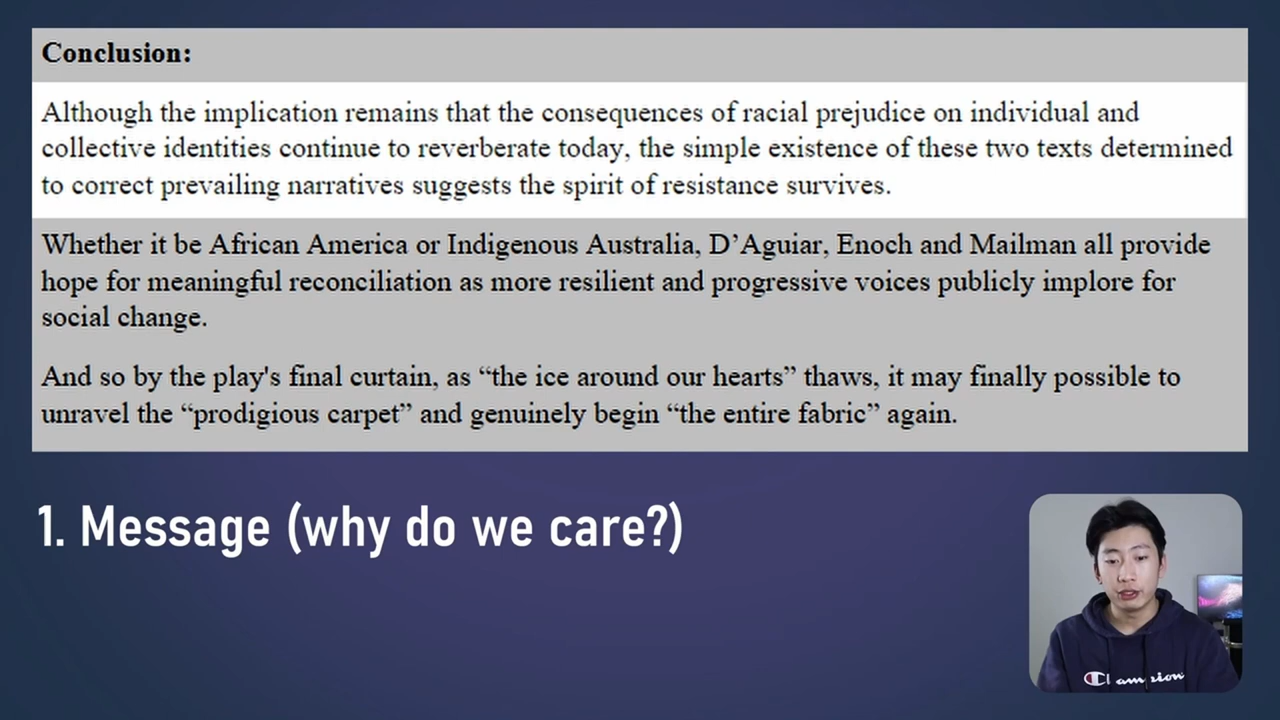 Conclusion:
Although the implication remains that the consequences of racial prejudice on individual and
collective identities continue to reverberate today, the simple existence of these two texts determined
to correct prevailing narratives suggests the spirit of resistance survives.
Whether it be African America or Indigenous Australia, D’Aguiar, Enoch and Mailman all provide
hope for meaningful reconciliation as more resilient and progressive voices publicly implore for
social change.
And so by the play's final curtain, as “the ice around our hearts” thaws, it may finally possible to
unravel the “prodigious carpet” and genuinely begin “the entire fabric” again.
1. Message (why do we care?)
Champion